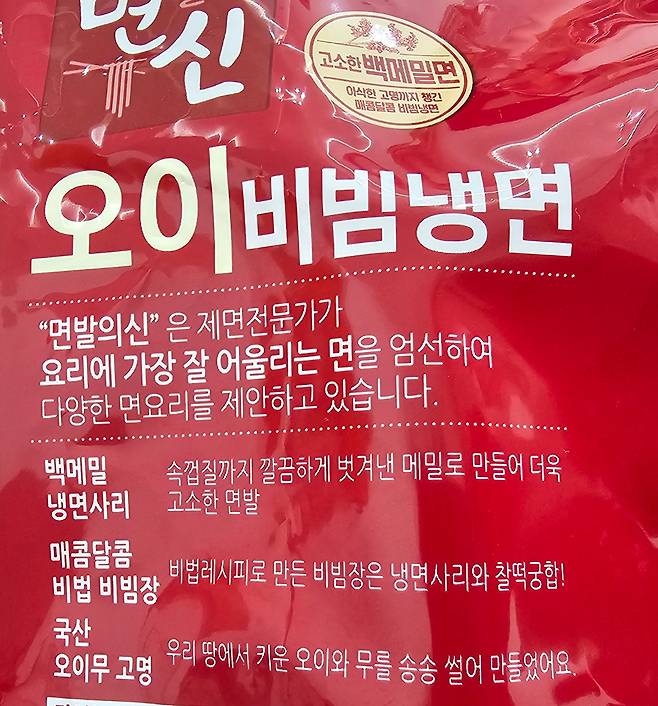 면
신
고소한 백메밀면
아삭한 고명까지 챙긴
매콤달콤 비빔냉면
오이비빔냉면
“면발의신” 은 제면전문가가
요리에 가장 잘 어울리는 면을 엄선하여
다양한 면요리를 제안하고 있습니다.
백메밀
냉면사리
속껍질까지 깔끔하게 벗겨낸 메밀로 만들어 더욱
고소한 면발
매콤달콤
비법 비빔장
비법레시피로 만든 비빔장은 냉면사리와 찰떡궁합!
국산
오이무 고명
우리 땅에서 키운 오이와 무를 송송 썰어 만들었어요.